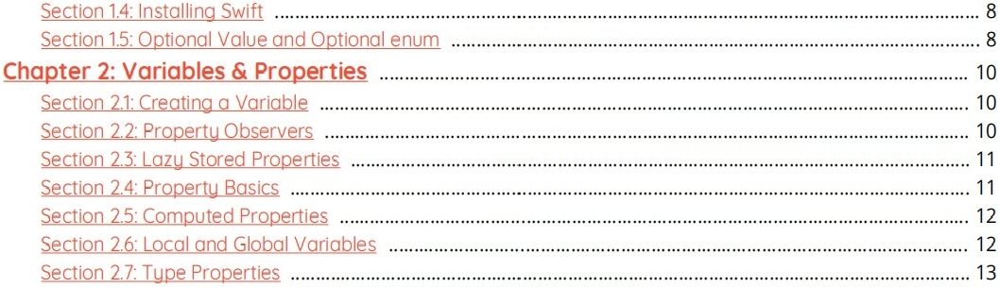 Section 1.4: Installing Swift ........................................................................................................................ 8
Section 1.5: Optional Value and Optional enum ........................................................................................ 8
Chapter 2: Variables & Properties .................................................................................................... 10
Section 2.1: Creating a Variable ................................................................................................................ 10
Section 2.2: Property Observers ............................................................................................................... 10
Section 2.3: Lazy Stored Properties .......................................................................................................... 11
Section 2.4: Property Basics ..................................................................................................................... 11
Section 2.5: Computed Properties ............................................................................................................ 12
Section 2.6: Local and Global Variables .................................................................................................... 12
Section 2.7: Type Properties ..................................................................................................................... 13